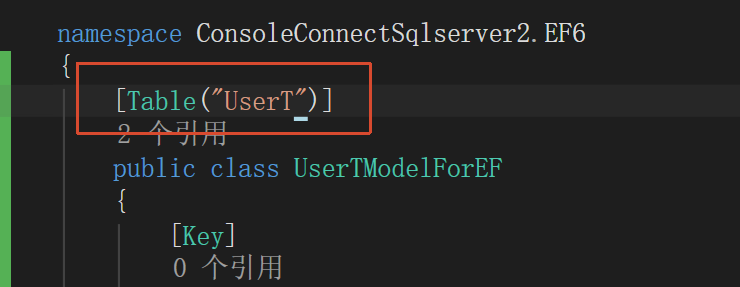 namespace ConsoleConnectSqlserver2.EF6
{
[Table("UserT")]
2 个引用
public class UserTModelForEF
{
[Key]
0 个引用